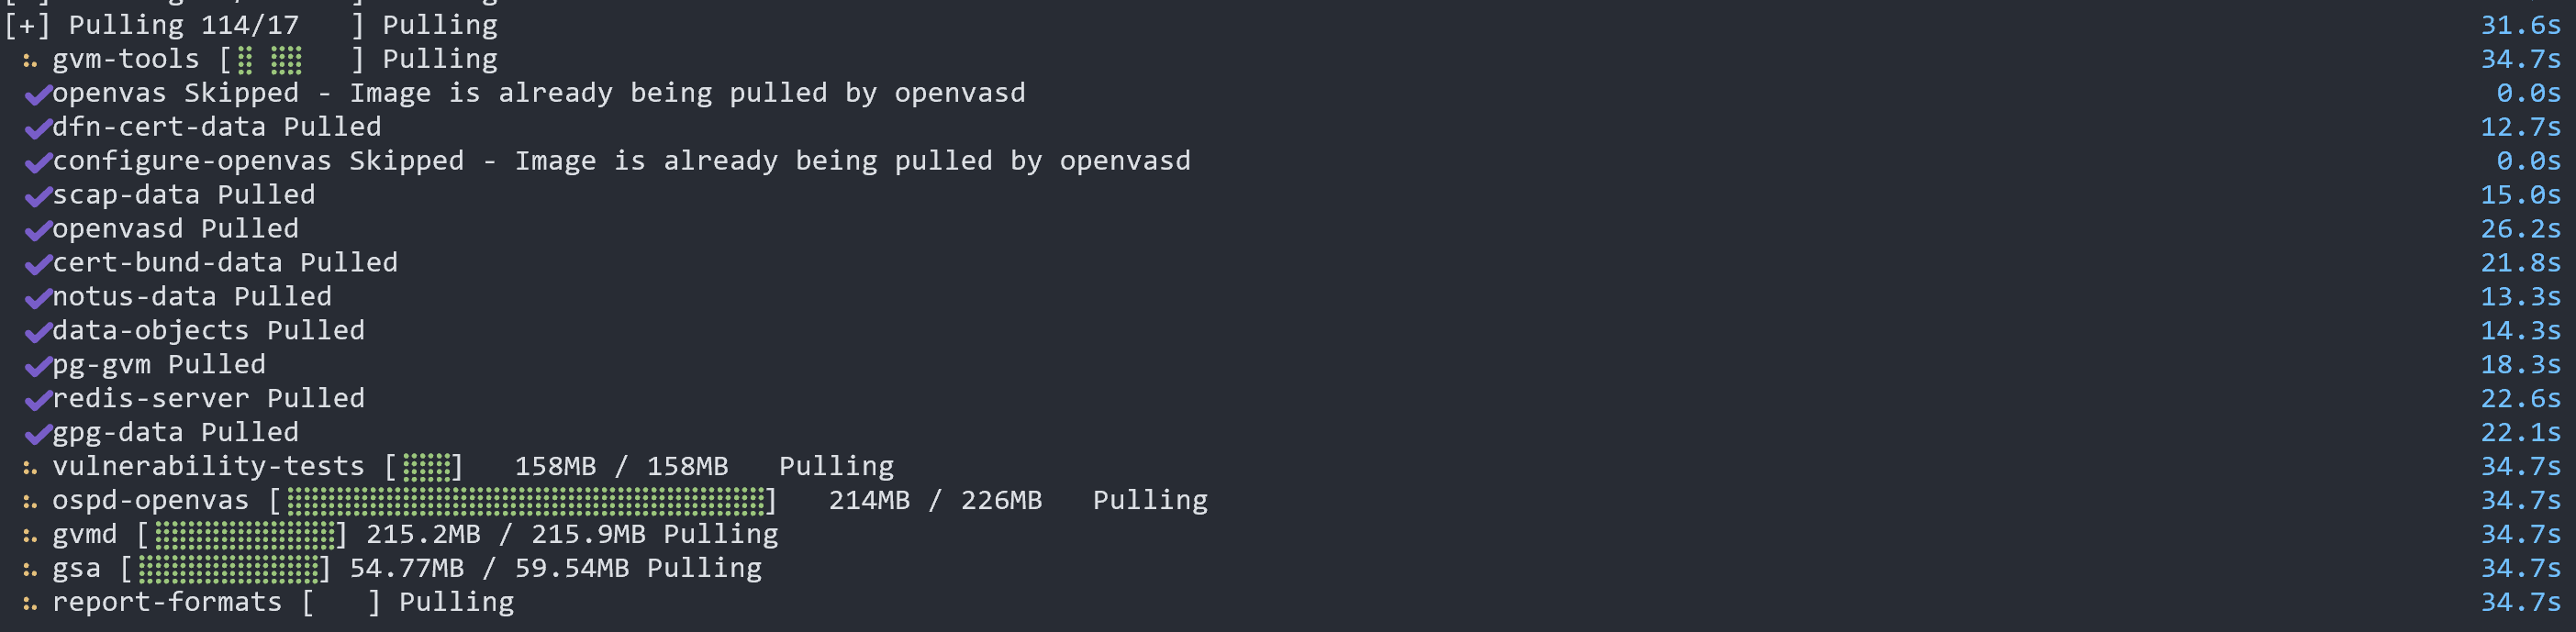 [+] Pulling 114/17   ] Pulling 31.6s
gvm-tools [⣿ ⣿⣿   ] Pulling 34.7s
✔openvas Skipped - Image is already being pulled by openvasd 0.0s
✔dfn-cert-data Pulled 12.7s
✔configure-openvas Skipped - Image is already being pulled by openvasd 0.0s
✔scap-data Pulled 15.0s
✔openvasd Pulled 26.2s
✔cert-bund-data Pulled 21.8s
✔notus-data Pulled 13.3s
✔data-objects Pulled 14.3s
✔pg-gvm Pulled 18.3s
✔redis-server Pulled 22.6s
✔gpg-data Pulled 22.1s
vulnerability-tests [⣿⣿⣿] 158MB / 158MB Pulling 34.7s
ospd-openvas [⣿⣿⣿⣿⣿⣿⣿⣿⣿⣿⣿⣿⣿⣿⣿⣿⣿⣿⣿⣿⣿⣿⣿⣿⣿⣿⣿⣿⣿] 214MB / 226MB Pulling 34.7s
gvmd [⣿⣿⣿⣿⣿⣿⣿⣿⣿⣿⣿] 215.2MB / 215.9MB Pulling 34.7s
gsa [⣿⣿⣿⣿⣿⣿⣿⣿⣿⣿⣿] 54.77MB / 59.54MB Pulling 34.7s
report-formats [   ] Pulling 34.7s